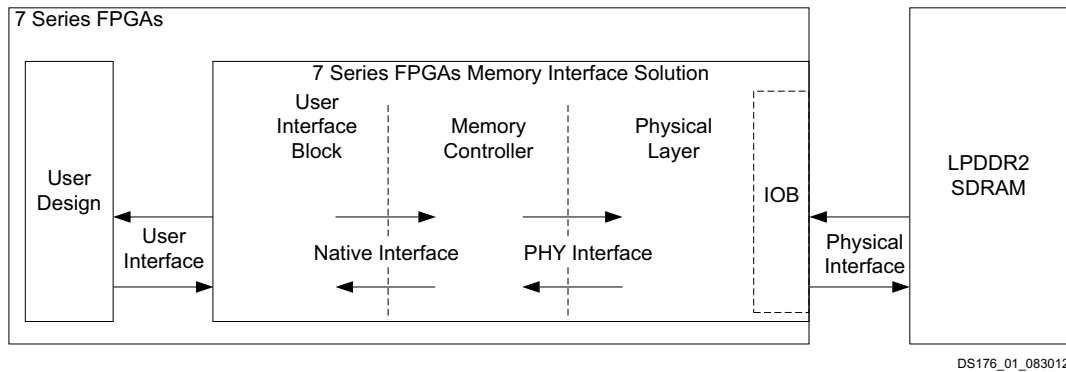 7 Series FPGAs
7 Series FPGAs Memory Interface Solution
User
Interface
Block
Memory
Controller
Physical
Layer
User
Design
IOB
LPDDR2
SDRAM
User
Interface
Native Interface
PHY Interface
Physical
Interface
DS176_01_083012